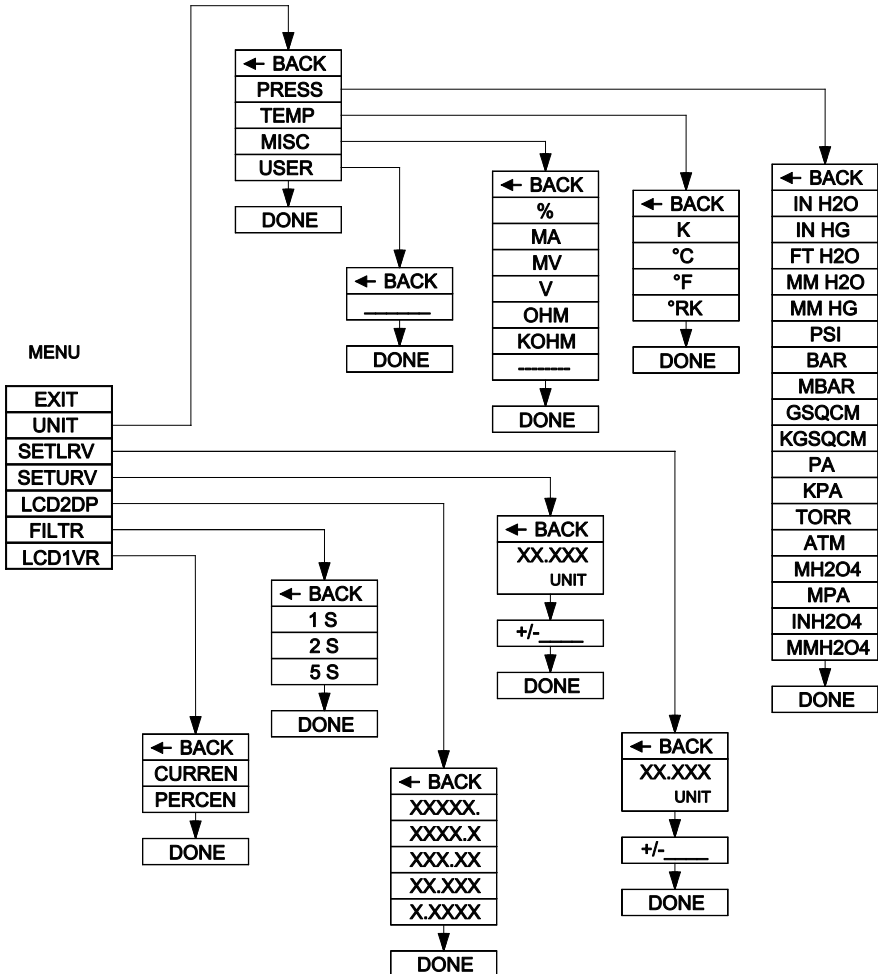 MENU
EXIT
UNIT
SETLRV
SETURV
LCD2DP
FILTR
LCD1VR
← BACK
PRESS
TEMP
MISC
USER
DONE
← BACK
_______
DONE
← BACK
%
MA
MV
V
OHM
KOHM
--------
DONE
← BACK
K
°C
°F
°RK
DONE
← BACK
IN H2O
IN HG
FT H2O
MM H2O
MM HG
PSI
BAR
MBAR
GSQCM
KGSQCM
PA
KPA
TORR
ATM
MH2O4
MPA
INH2O4
MMH2O4
DONE
← BACK
XX.XXX
UNIT
+/-____
DONE
← BACK
XX.XXX
UNIT
+/-____
DONE
← BACK
XXXXX.
XXXX.X
XXX.XX
XX.XXX
X.XXXX
DONE
← BACK
1 S
2 S
5 S
DONE
← BACK
CURREN
PERCEN
DONE